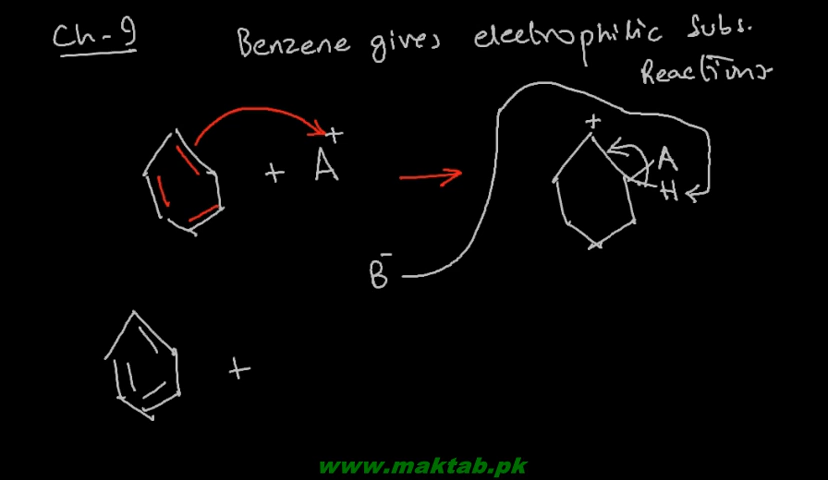 Ch-9 Benzene gives electrophilic Subs.
Reactions
+ A+ + A
H
B-
+
www.maktab.pk